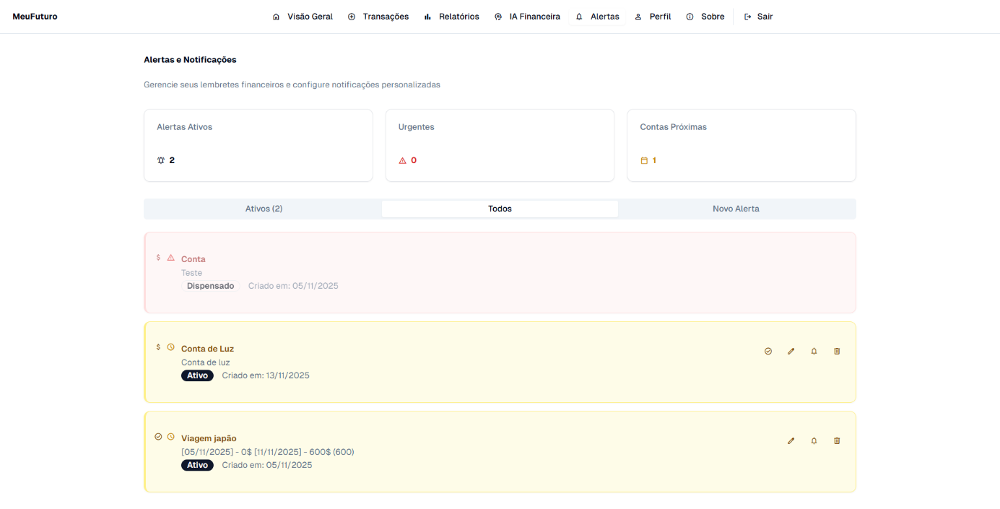 MeuFuturo
Visão Geral
Transações
Relatórios
IA Financeira
Alertas
Perfil
Sobre
Sair
Alertas e Notificações
Gerencie seus lembretes financeiros e configure notificações personalizadas
Alertas Ativos
2
Urgentes
0
Contas Próximas
1
Ativos (2)
Todos
Novo Alerta
$ Conta
Teste
Dispensado Criado em: 05/11/2025
$ Conta de Luz
Conta de luz
Ativo Criado em: 13/11/2025
Viagem japão
[05/11/2025] - 0$ [11/11/2025] - 600$ (600)
Ativo Criado em: 05/11/2025